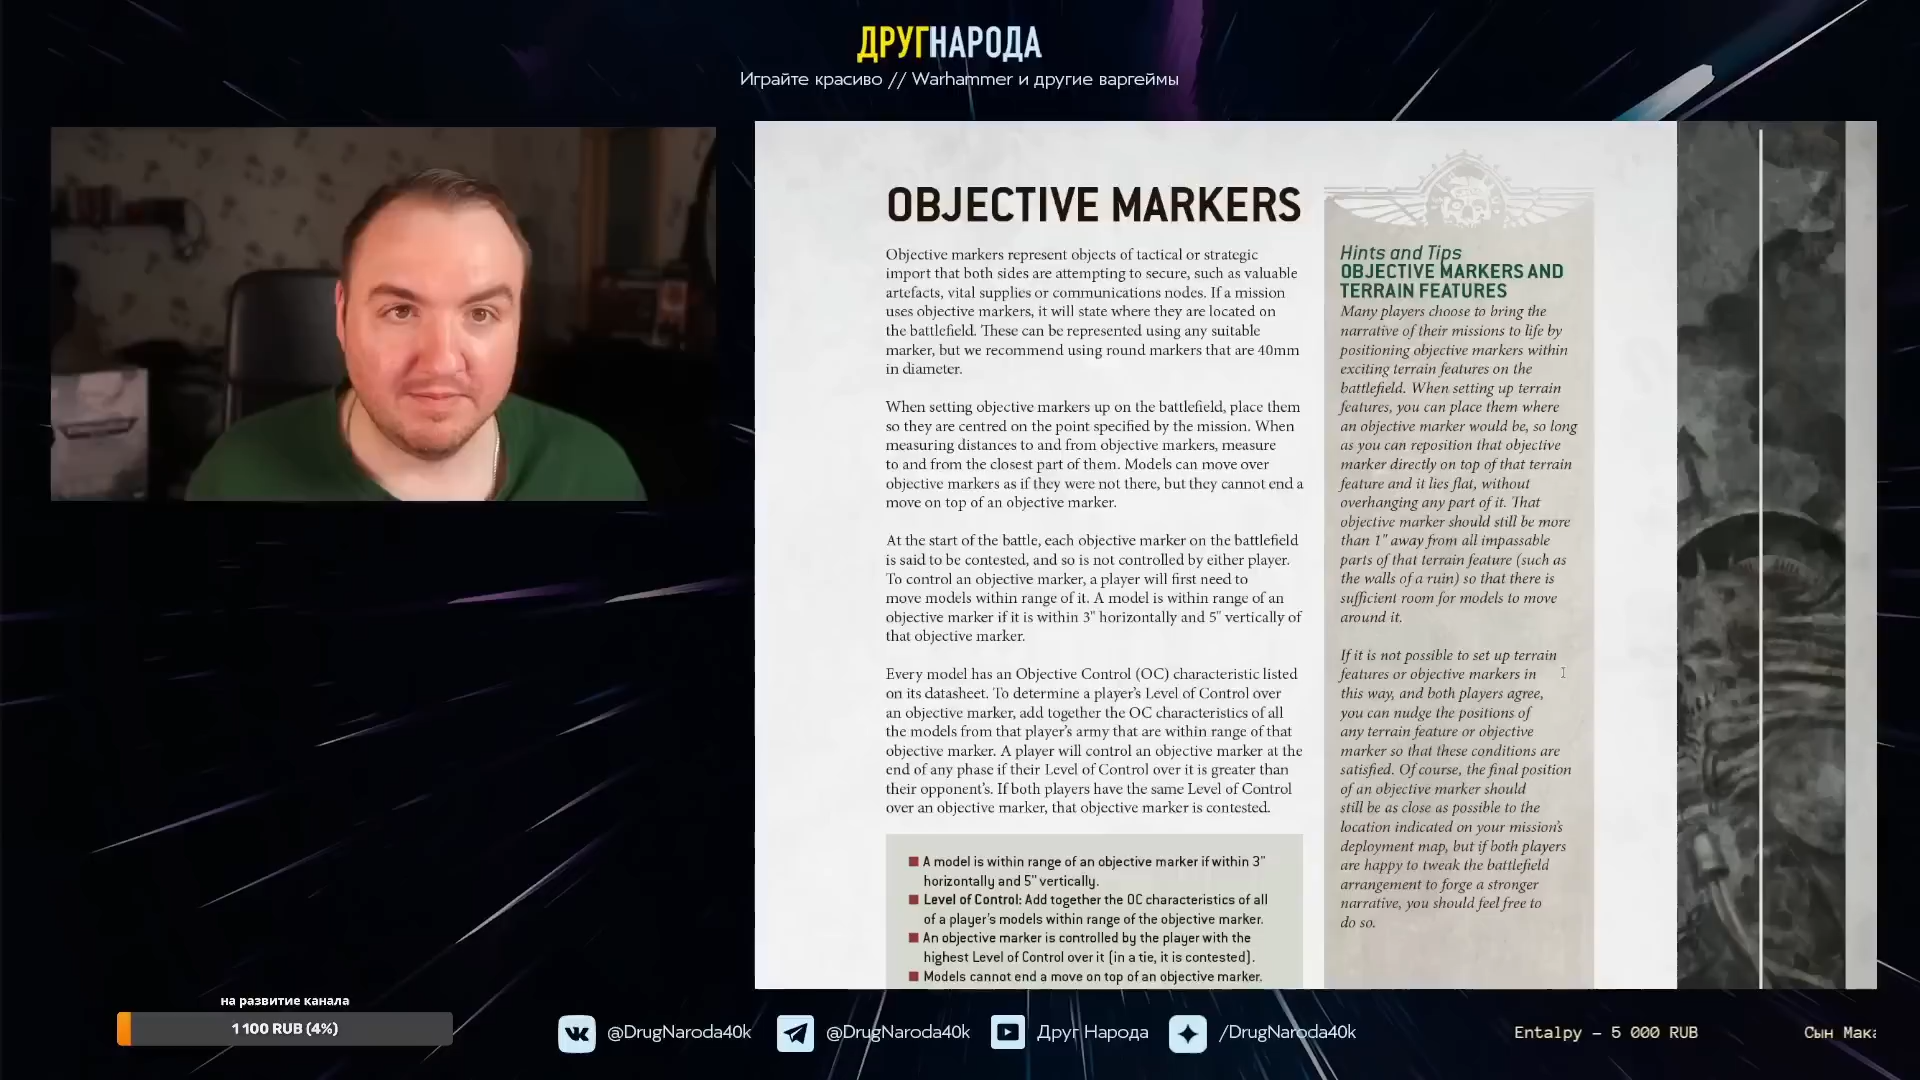 ДРУГНАРОДА
Играйте красиво // Warhammer и другие варгеймы
OBJECTIVE MARKERS
Objective markers represent objects of tactical or strategic
import that both sides are attempting to secure, such as valuable
artefacts, vital supplies or communications nodes. If a mission
uses objective markers, it will state where they are located on
the battlefield. These can be represented using any suitable
marker, but we recommend using round markers that are 40mm
in diameter.
When setting objective markers up on the battlefield, place them
so they are centred on the point specified by the mission. When
measuring distances to and from objective markers, measure
to and from the closest part of them. Models can move over
objective markers as if they were not there, but they cannot end a
move on top of an objective marker.
At the start of the battle, each objective marker on the battlefield
is said to be contested, and so is not controlled by either player.
To control an objective marker, a player will first need to
move models within range of it. A model is within range of an
objective marker if it is within 3" horizontally and 5" vertically of
that objective marker.
Every model has an Objective Control (OC) characteristic listed
on its datasheet. To determine a player's Level of Control over
an objective marker, add together the OC characteristics of all
the models from that player's army that are within range of that
objective marker. A player will control an objective marker at the
end of any phase if their Level of Control over it is greater than
their opponent's. If both players have the same Level of Control
over an objective marker, that objective marker is contested.
A model is within range of an objective marker if within 3"
horizontally and 5" vertically.
Level of Control: Add together the OC characteristics of all
of a player's models within range of the objective marker.
An objective marker is controlled by the player with the
highest Level of Control over it (in a tie, it is contested).
Models cannot end a move on top of an objective marker.
Hints and Tips
OBJECTIVE MARKERS AND
TERRAIN FEATURES
Many players choose to bring the
narrative of their missions to life by
positioning objective markers within
exciting terrain features on the
battlefield. When setting up terrain
features, you can place them where
an objective marker would be, so long
as you can reposition that objective
marker directly on top of that terrain
feature and it lies flat, without
overhanging any part of it. That
objective marker should still be more
than 1" away from all impassable
parts of that terrain feature (such as
the walls of a ruin) so that there is
sufficient room for models to move
around it.
If it is not possible to set up terrain
features or objective markers in
this way, and both players agree,
you can nudge the positions of
any terrain feature or objective
marker so that these conditions are
satisfied. Of course, the final position
of an objective marker should
still be as close as possible to the
location indicated on your mission's
deployment map, but if both players
are happy to tweak the battlefield
arrangement to forge a stronger
narrative, you should feel free to
do so.
на развитие канала
1 100 RUB (4%)
@DrugNaroda40k
@DrugNaroda40k
Друг Народа
/DrugNaroda40k
Entalpy – 5 000 RUB
Сын Мака